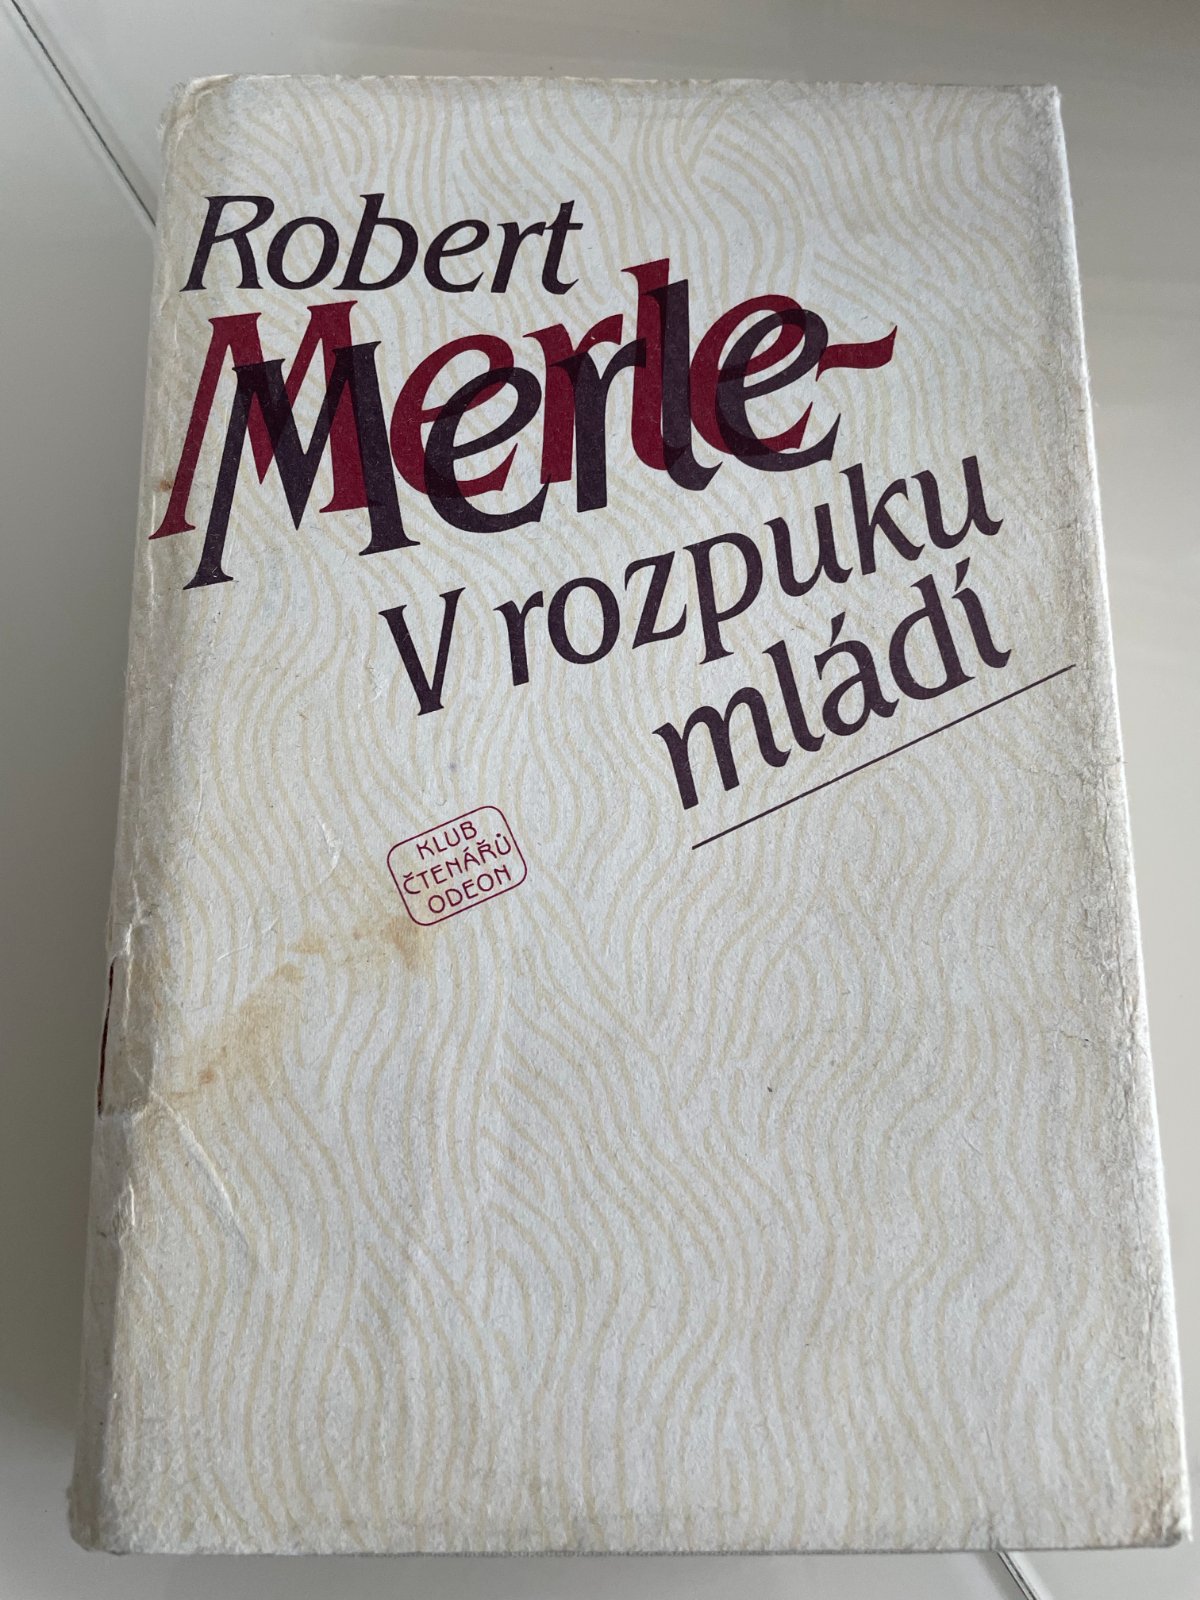 Robert
Merle
V rozpuku
mládí
KLUB
ČTENÁŘŮ
ODEON